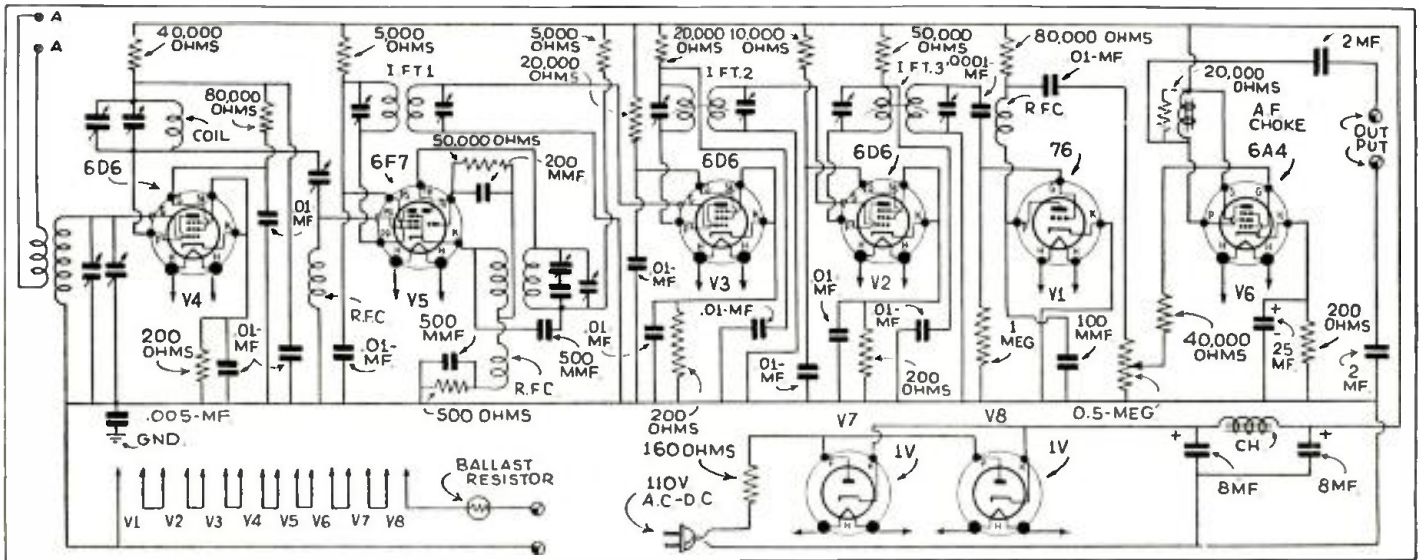 A
A
40,000
OHMS
5,000
OHMS
5,000
OHMS
20,000
OHMS
10,000
OHMS
50,000
OHMS
80,000 OHMS
2 MF.
I FT1
20,000
OHMS
I FT.2
I FT.3
.0001-
MF
.01-MF
20,000
OHMS
80,000
OHMS
COIL
R.F.C
A.F.
CHOKE
OUT
PUT
50,000 OHMS
200
MMF.
6D6
6F7
6D6
6D6
76
6A4
.01
MF
V4
V5
V3
V2
V1
V6
R.F.C
.01-
MF
.01
MF
.01-MF
.01-
MF
200
OHMS
.01-
MF
.01-
MF
500
MMF
500
MMF.
R.F.C
.01
MF
.01-
MF
200 OHMS
1
MEG
100
MMF
40,000
OHMS
25
MF.
200
OHMS
2
MF.
.005-MF
GND.
500 OHMS
200
OHMS
V7
V8
0.5-MEG
160 OHMS
1V
1V
CH
8MF.
8MF.
110V
A.C-D.C
BALLAST
RESISTOR
V1 V2 V3 V4 V5 V6 V7 V8